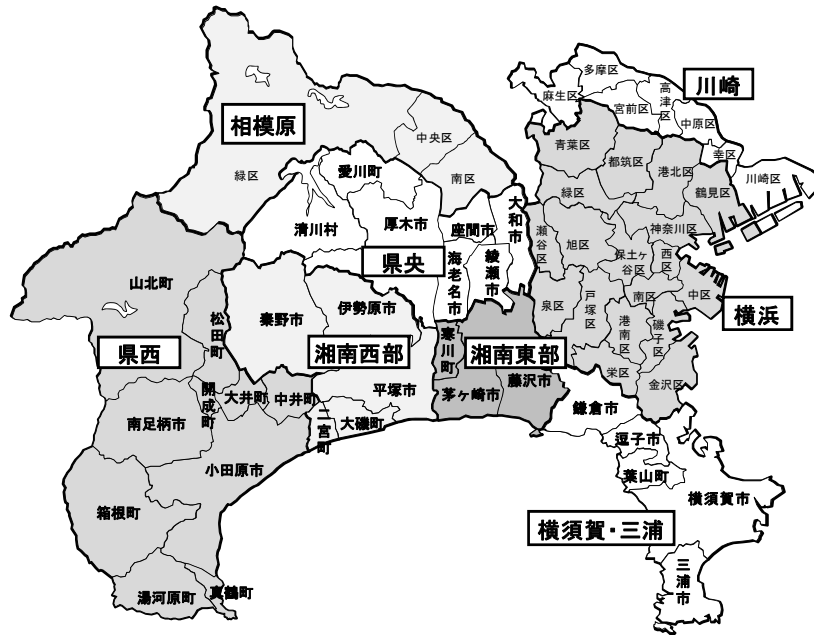 川崎
多摩区
麻生区
高津区
宮前区
中原区
幸区
川崎区
相模原
中央区
緑区
南区
横浜
青葉区
都筑区
港北区
鶴見区
緑区
神奈川区
瀬谷区
旭区
保土ヶ谷区
西区
中区
南区
泉区
戸塚区
港南区
磯子区
栄区
金沢区
県央
愛川町
清川村
厚木市
座間市
大和市
海老名市
綾瀬市
湘南西部
秦野市
伊勢原市
平塚市
大磯町
二宮町
湘南東部
寒川町
茅ヶ崎市
藤沢市
県西
山北町
松田町
開成町
大井町
中井町
南足柄市
小田原市
箱根町
湯河原町
真鶴町
横須賀・三浦
鎌倉市
逗子市
葉山町
横須賀市
三浦市